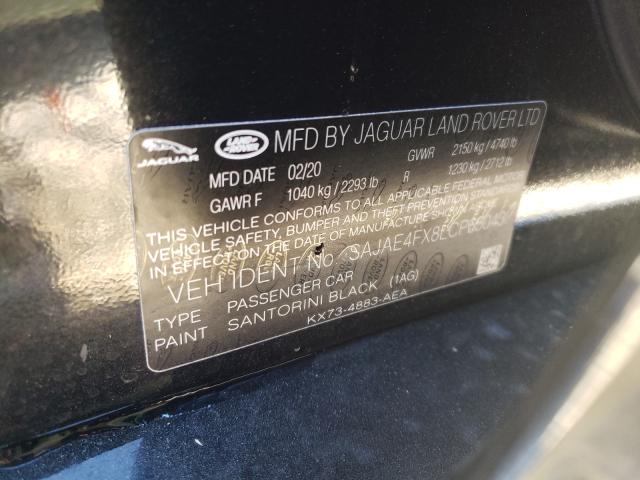 JAGUAR LAND ROVER MFD BY JAGUAR LAND ROVER LTD
MFD DATE 02/20 GVWR 2150 kg / 4740 lb
GAWR F 1040 kg / 2293 lb R 1230 kg / 2712 lb
THIS VEHICLE CONFORMS TO ALL APPLICABLE FEDERAL MOTOR
VEHICLE SAFETY, BUMPER AND THEFT PREVENTION STANDARDS
IN EFFECT ON THE DATE OF MANUFACTURE SHOWN
VEH IDENT No
TYPE PASSENGER CAR
PAINT SANTORINI BLACK (1AG)
KX73-4883-AEA